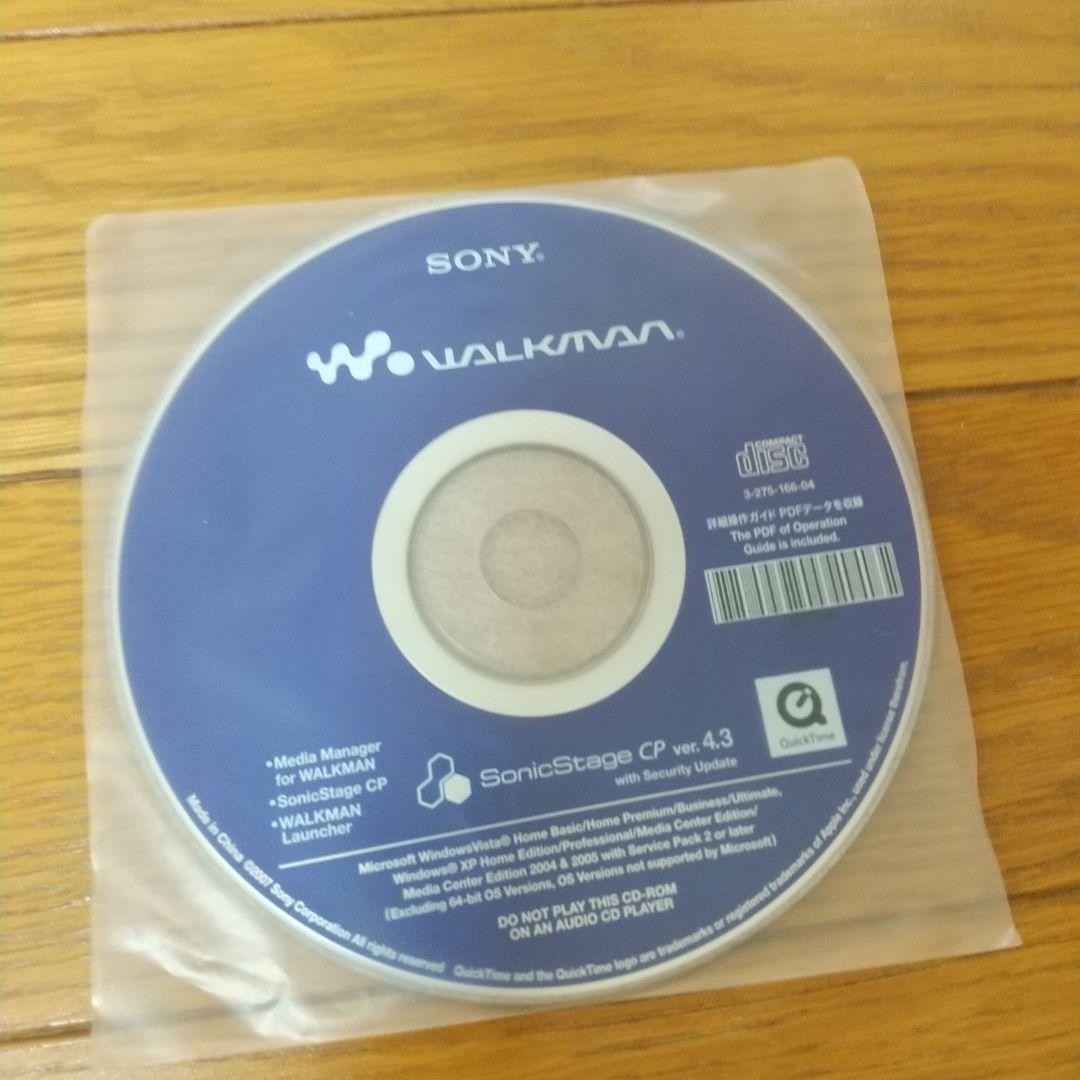 SONY®
W. WALKMAN®
COMPACT
disc
3-275-166-04
詳細操作ガイド PDFデータを収録
The PDF of Operation
Guide is included.
QuickTime
•Media Manager
for WALKMAN
•SonicStage CP
•WALKMAN
Launcher
SonicStage CP ver. 4.3
with Security Update
Microsoft WindowsVista® Home Basic/Home Premium/Business/Ultimate,
Windows® XP Home Edition/Professional/Media Center Edition/
Media Center Edition 2004 & 2005 with Service Pack 2 or later
(Excluding 64-bit OS Versions, OS Versions not supported by Microsoft)
DO NOT PLAY THIS CD-ROM
ON AN AUDIO CD PLAYER
Made in China ©2007 Sony Corporation All rights reserved QuickTime and the QuickTime logo are trademarks or registered trademarks of Apple Inc., used under license therefrom.